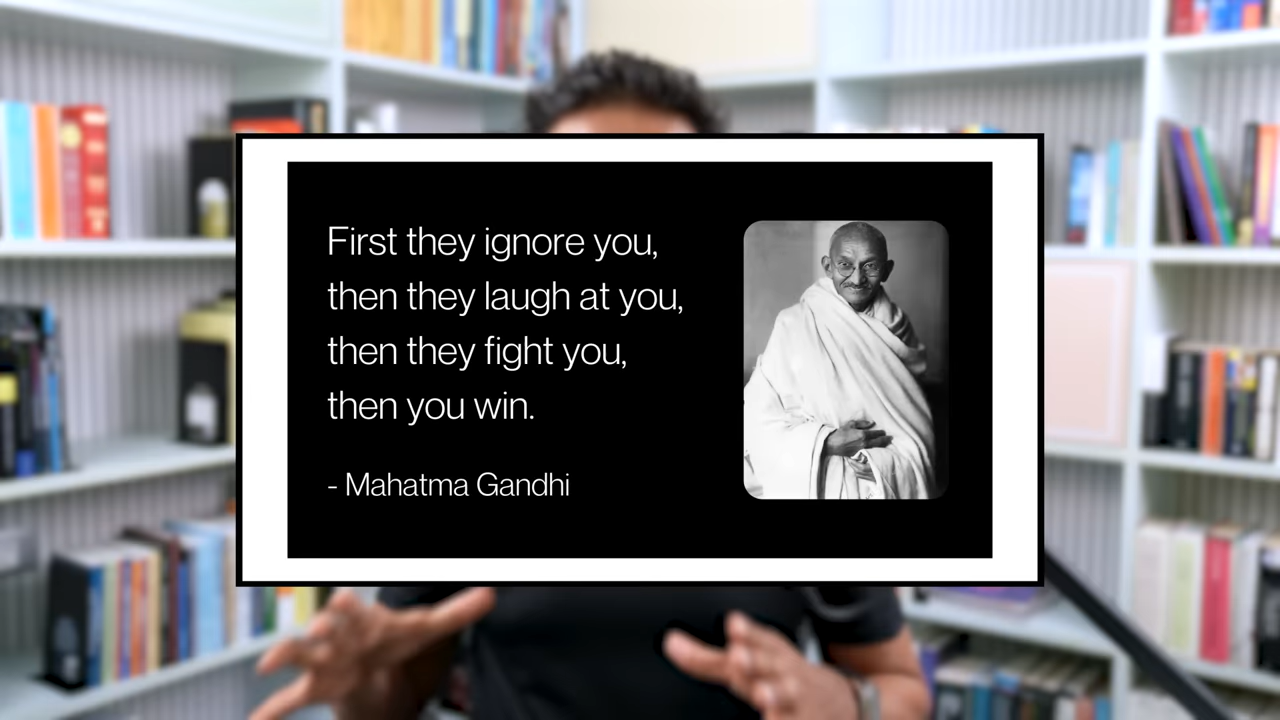 First they ignore you,
then they laugh at you,
then they fight you,
then you win.
- Mahatma Gandhi